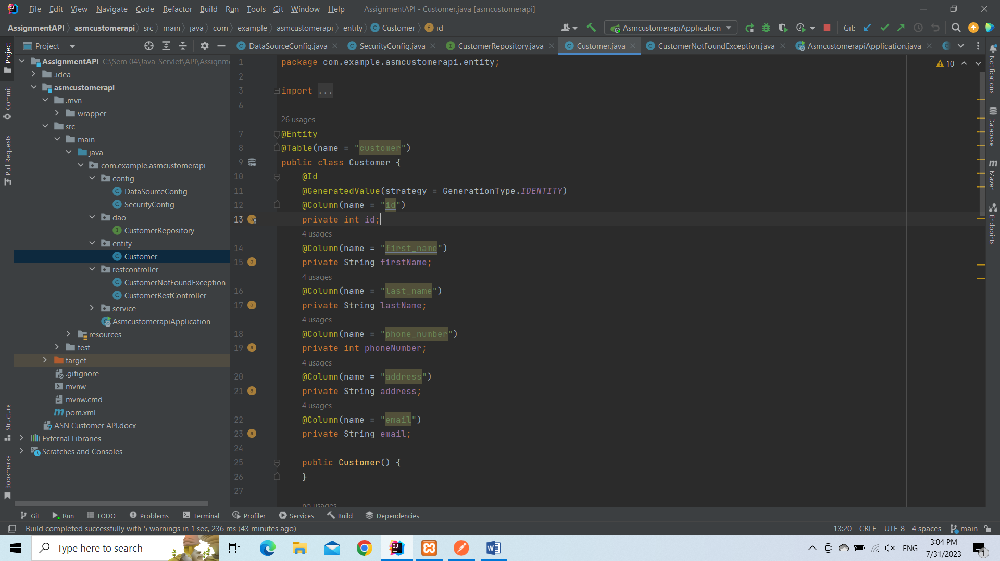 File Edit View Navigate Code Refactor Build Run Tools Git Window Help AssignmentAPI - Customer.java [asmcustomerapi]
AssignmentAPI asmcustomerapi src main java com example asmcustomerapi entity Customer id AsmcustomerapiApplication Git:
Project
DataSourceConfig.java SecurityConfig.java CustomerRepository.java Customer.java CustomerNotFoundException.java AsmcustomerapiApplication.java
AssignmentAPI C:\Sem 04\Java-Servlet\API\Assignm
.idea
asmcustomerapi
.mvn
wrapper
src
main
java
com.example.asmcustomerapi
config
DataSourceConfig
SecurityConfig
dao
CustomerRepository
entity
Customer
restcontroller
CustomerNotFoundException
CustomerRestController
service
AsmcustomerapiApplication
resources
test
target
.gitignore
mvnw
mvnw.cmd
pom.xml
ASN Customer API.docx
External Libraries
Scratches and Consoles
Project
Commit
Pull Requests
Structure
Bookmarks
1 package com.example.asmcustomerapi.entity;
2
3 import ...
6
26 usages
7 @Entity
8 @Table(name = "customer")
9 public class Customer {
10 @Id
11 @GeneratedValue(strategy = GenerationType.IDENTITY)
12 @Column(name = "id")
13 private int id;
4 usages
14 @Column(name = "first_name")
15 private String firstName;
4 usages
16 @Column(name = "last_name")
17 private String lastName;
4 usages
18 @Column(name = "phone_number")
19 private int phoneNumber;
4 usages
20 @Column(name = "address")
21 private String address;
4 usages
22 @Column(name = "email")
23 private String email;
24
25 public Customer() {
26 }
27
no usages
10
Notifications
Database
Maven
Endpoints
Git Run TODO Problems Terminal Profiler Services Build Dependencies
Build completed successfully with 5 warnings in 1 sec, 236 ms (43 minutes ago) 13:20 CRLF UTF-8 4 spaces main
Type here to search
ENG
3:04 PM
7/31/2023
1